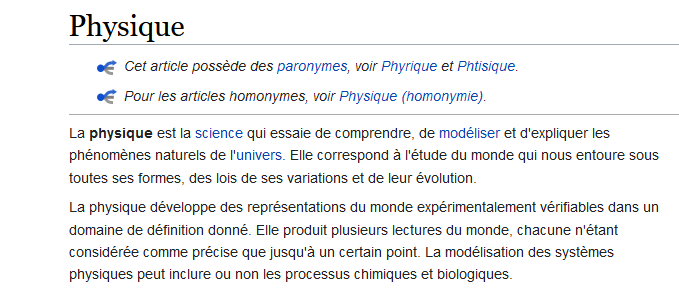 Physique
Cet article possède des paronymes, voir Phyrique et Phtisique.
Pour les articles homonymes, voir Physique (homonymie).
La physique est la science qui essaie de comprendre, de modéliser et d'expliquer les
phénomènes naturels de l'univers. Elle correspond à l'étude du monde qui nous entoure sous
toutes ses formes, des lois de ses variations et de leur évolution.
La physique développe des représentations du monde expérimentalement vérifiables dans un
domaine de définition donné. Elle produit plusieurs lectures du monde, chacune n'étant
considérée comme précise que jusqu'à un certain point. La modélisation des systèmes
physiques peut inclure ou non les processus chimiques et biologiques.